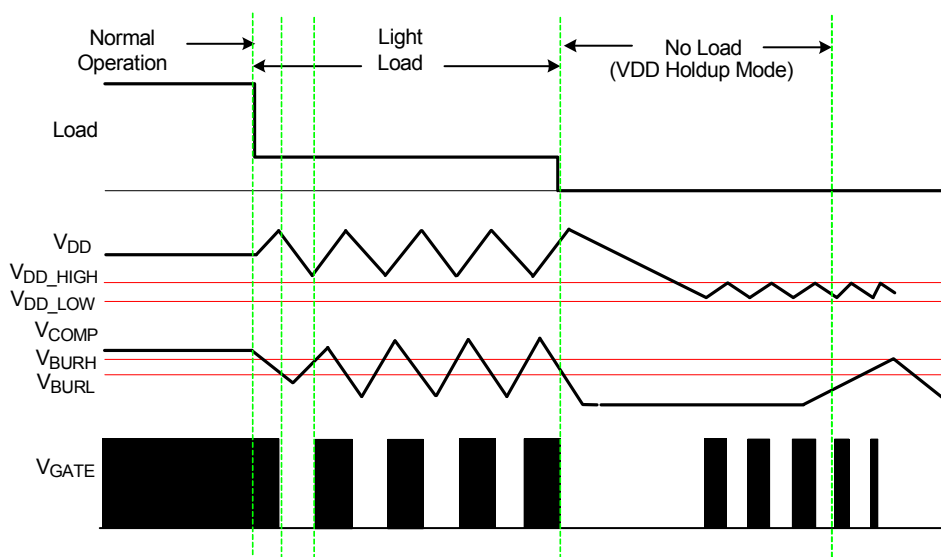 Normal
Operation
Light
Load
No Load
(VDD Holdup Mode)
Load
VDD
VDD_HIGH
VDD_LOW
VCOMP
VBURH
VBURL
VGATE